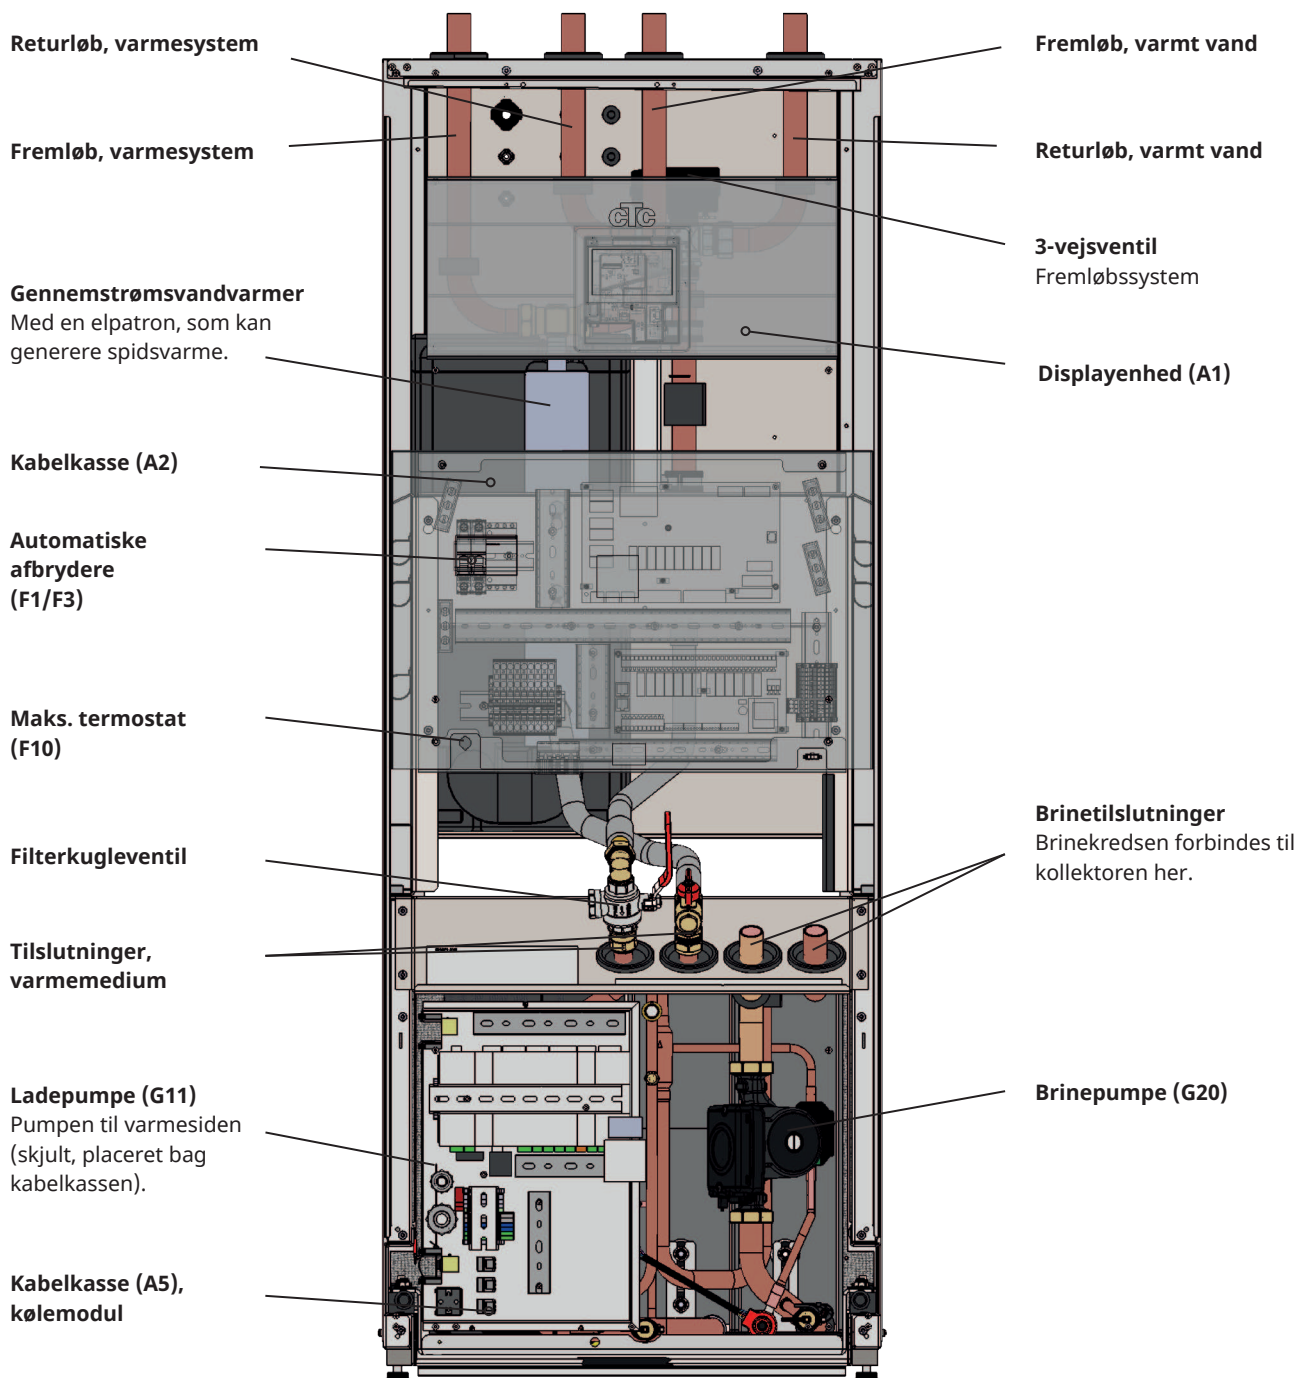 Returløb, varmesystem
Fremløb, varmesystem
Gennemstrømsvandvarmer
Med en elpatron, som kan
generere spidsvarme.
Kabelkasse (A2)
Automatiske
afbrydere
(F1/F3)
Maks. termostat
(F10)
Filterkugleventil
Tilslutninger,
varmemedium
Ladepumpe (G11)
Pumpen til varmesiden
(skjult, placeret bag
kabelkassen).
Kabelkasse (A5),
kølemodul
cTc
Fremløb, varmt vand
Returløb, varmt vand
3-vejsventil
Fremløbssystem
Displayenhed (A1)
Brinetilslutninger
Brinekredsen forbindes til
kollektoren her.
Brinepumpe (G20)